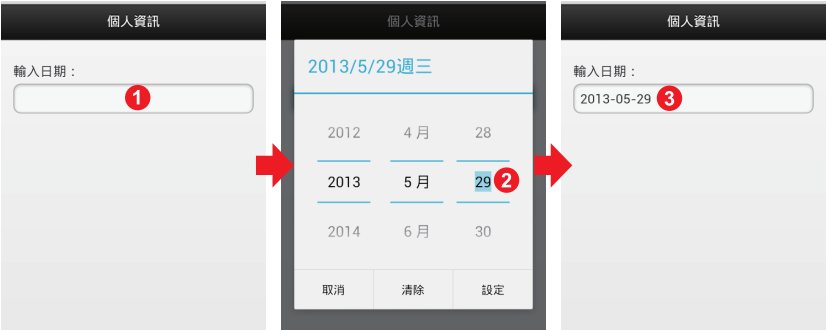 個人資訊
輸入日期：
1
個人資訊
2013/5/29週三
2012 4月 28
2013 5月 29 2
2014 6月 30
取消 清除 設定
個人資訊
輸入日期：
2013-05-29 3